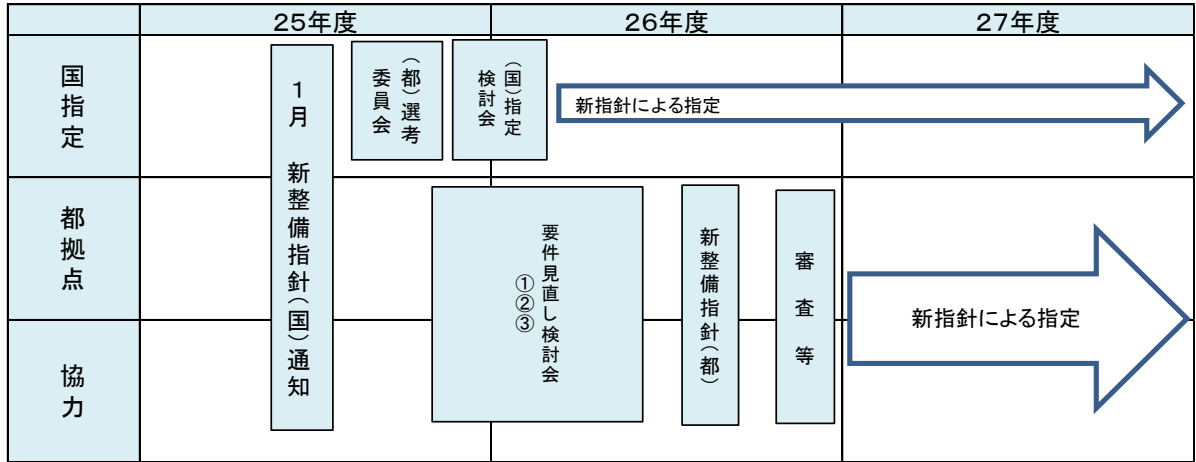 25年度
26年度
27年度
国指定
1月 新整備指針(国)通知
(都)選考
委員会
(国)指定
検討会
新指針による指定
都拠点
要件見直し検討会
①②③
新整備指針(都)
審査等
新指針による指定
協力